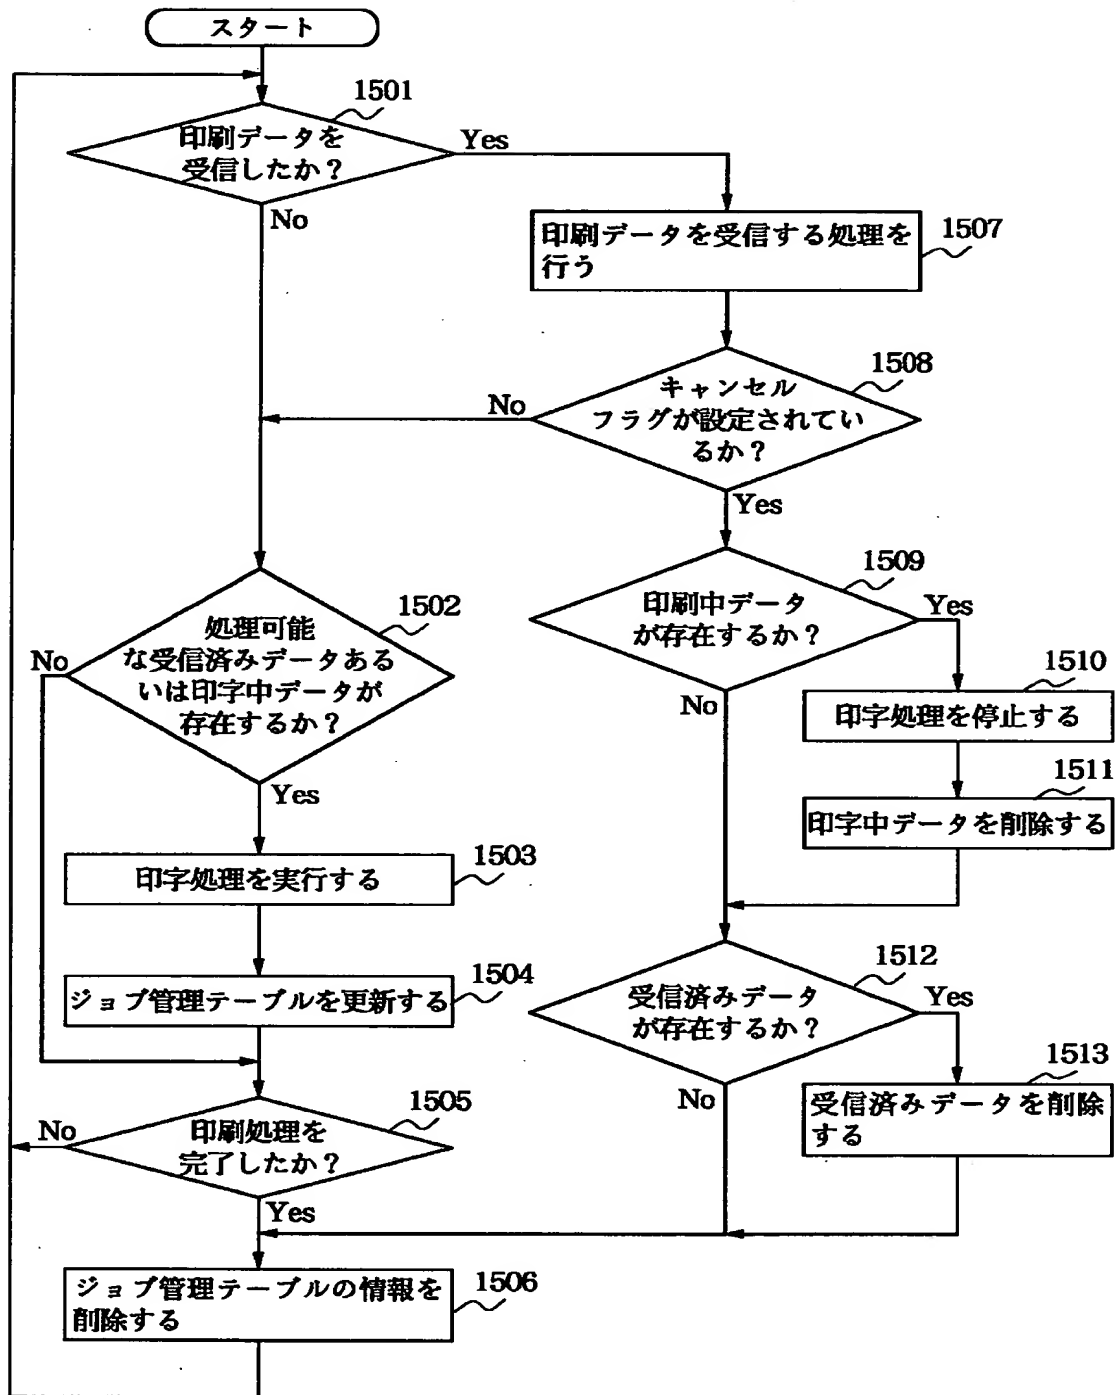 スタート
1501
印刷データを
受信したか？
Yes
No
印刷データを受信する処理を
行う
1507
1508
キャンセル
フラグが設定されてい
るか？
No
Yes
1509
印刷中データ
が存在するか？
Yes
No
1502
処理可能
な受信済みデータある
いは印字中データが
存在するか？
No
Yes
1510
印字処理を停止する
1511
印字中データを削除する
1503
印字処理を実行する
1504
ジョブ管理テーブルを更新する
1512
受信済みデータ
が存在するか？
Yes
No
1513
受信済みデータを削除
する
1505
印刷処理を
完了したか？
No
Yes
1506
ジョブ管理テーブルの情報を
削除する